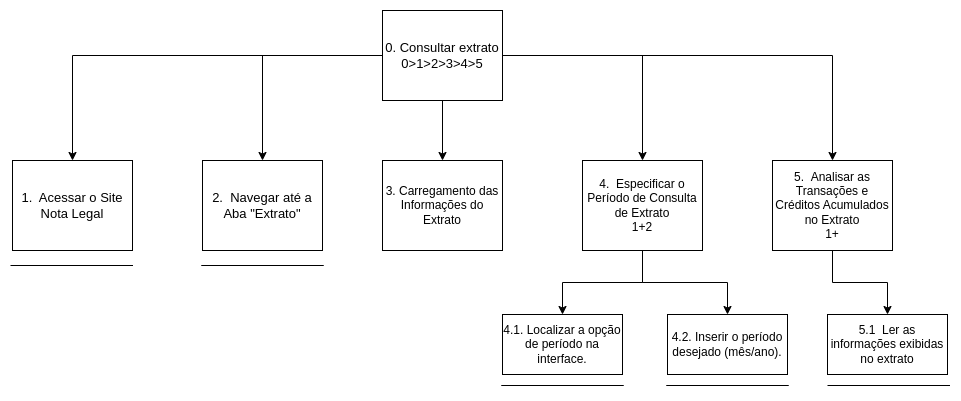 0. Consultar extrato
0>1>2>3>4>5
1.  Acessar o Site
Nota Legal
2.  Navegar até a
Aba "Extrato"
3. Carregamento das
Informações do
Extrato
4.  Especificar o
Período de Consulta
de Extrato
1+2
5.  Analisar as
Transações e
Créditos Acumulados
no Extrato
1+
4.1. Localizar a opção
de período na
interface.
4.2. Inserir o período
desejado (mês/ano).
5.1  Ler as
informações exibidas
no extrato